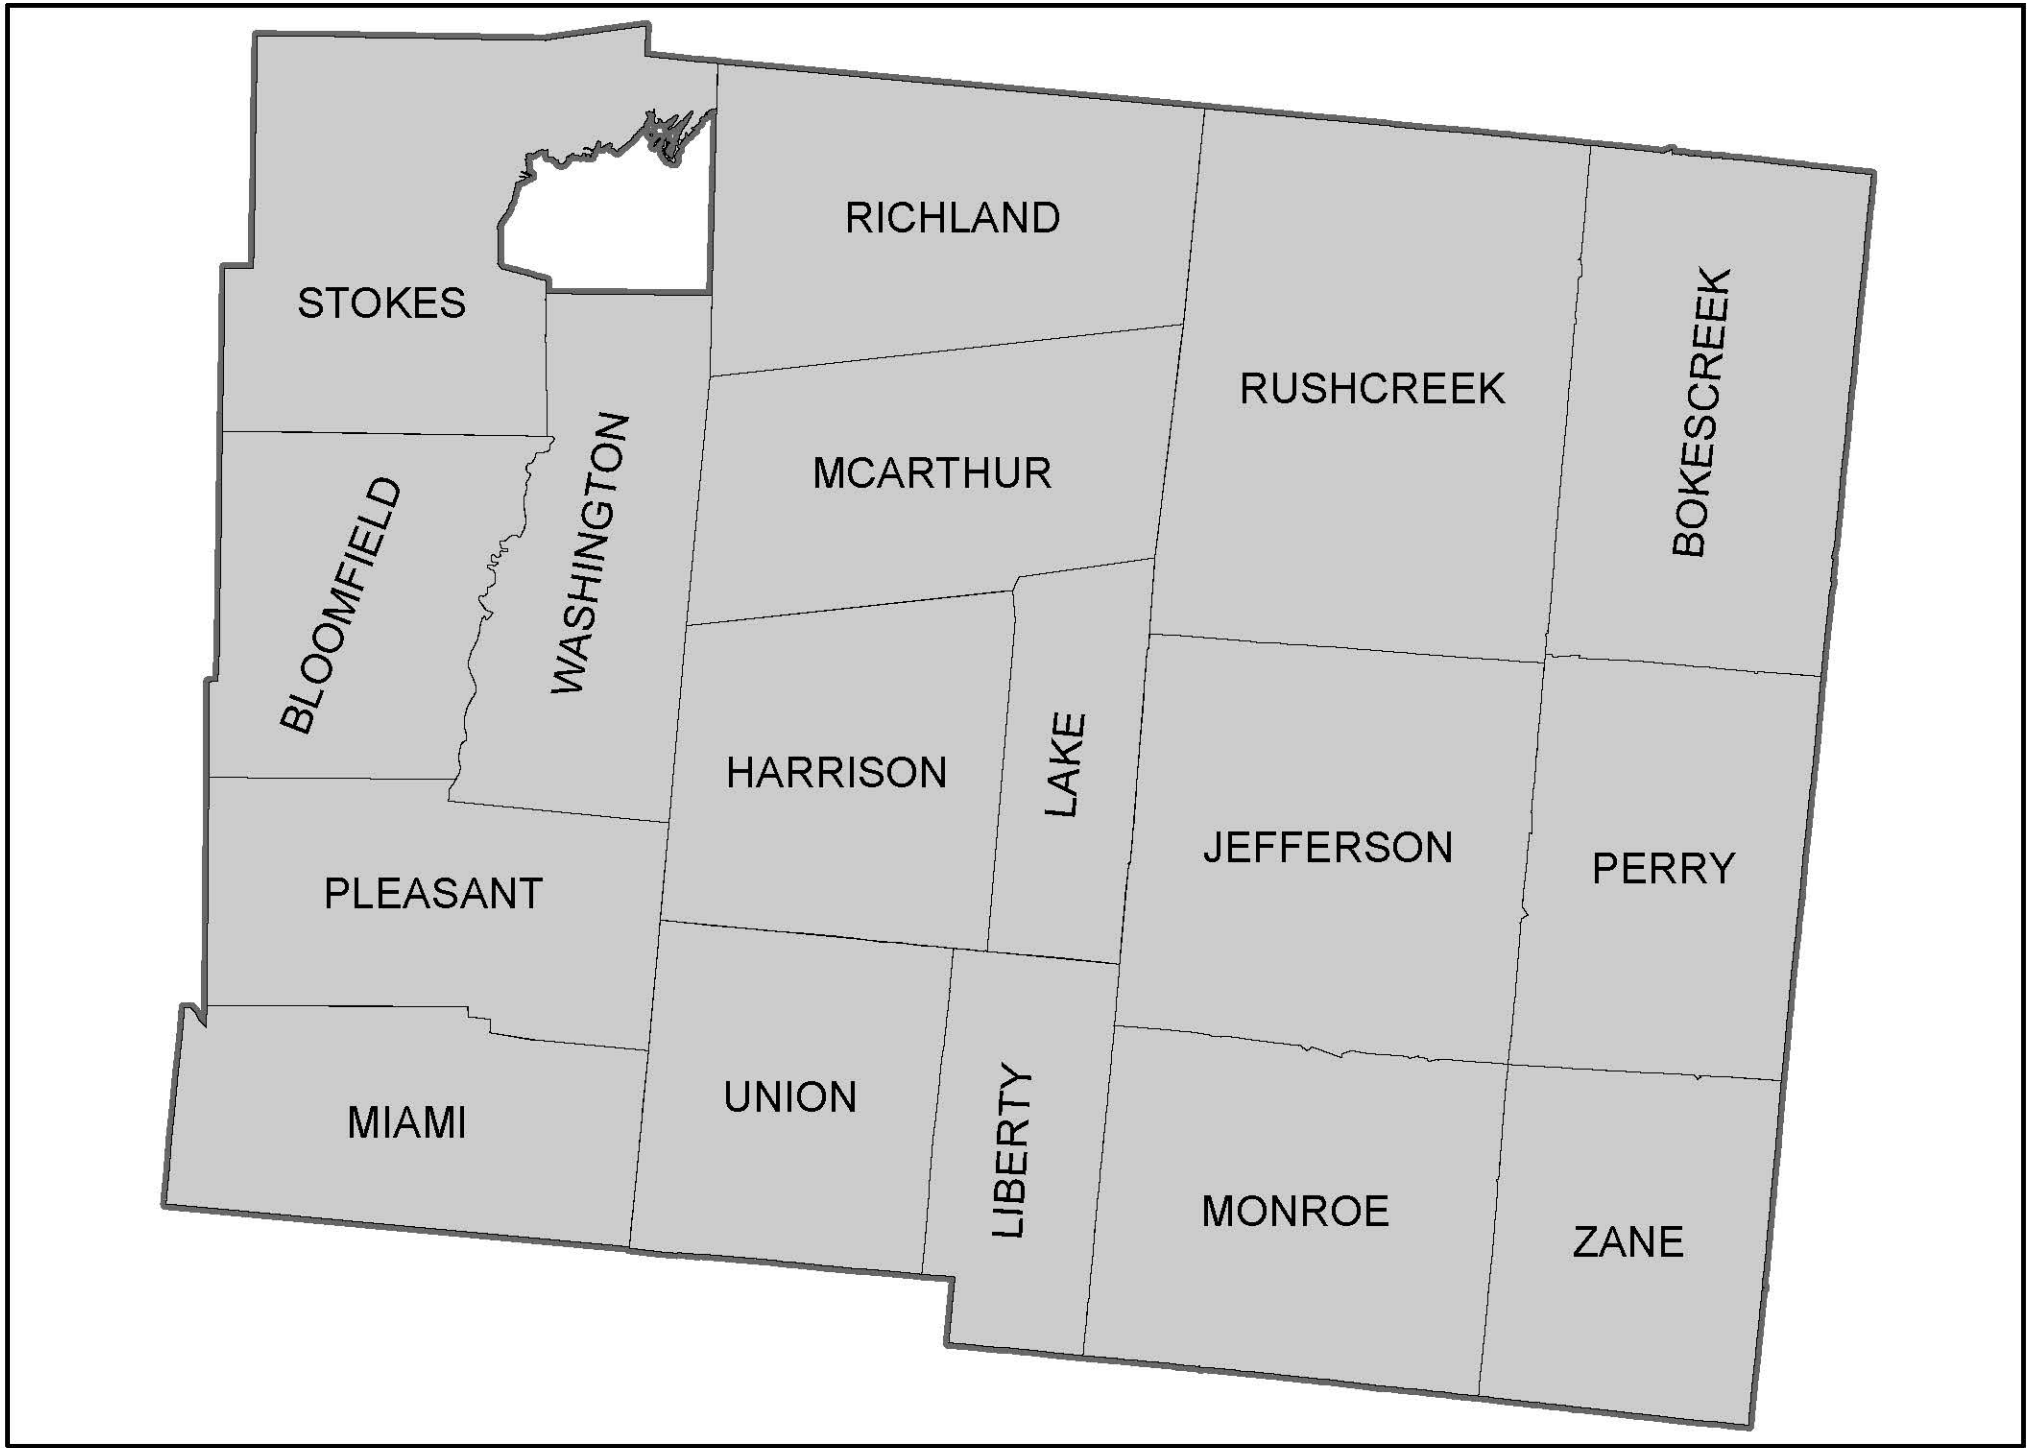 RICHLAND
STOKES
RUSHCREEK
BOKESCREEK
MCARTHUR
WASHINGTON
BLOOMFIELD
HARRISON
LAKE
JEFFERSON
PERRY
PLEASANT
UNION
MIAMI
LIBERTY
MONROE
ZANE